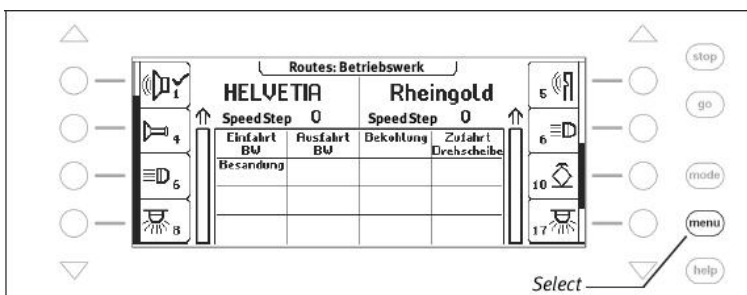 Routes: Betriebswerk
HELVETIA Rheingold
Speed Step 0 Speed Step 0
1 5
4 6
6 10
8 17
Einfahrt BW Ausfahrt BW Bekohlung Zufahrt Drehscheibe
Besandung
stop
go
mode
menu
help
Select